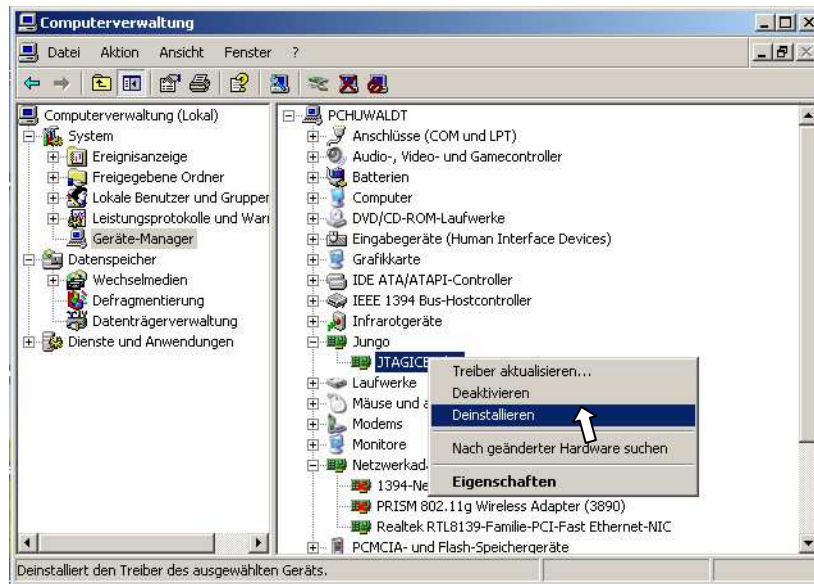 Computerverwaltung
Datei Aktion Ansicht Fenster ?
Computerverwaltung (Lokal)
System
Ereignisanzeige
Freigegebene Ordner
Lokale Benutzer und Gruppen
Leistungsprotokolle und Warn
Geräte-Manager
Datenspeicher
Wechselmedien
Defragmentierung
Datenträgerverwaltung
Dienste und Anwendungen
PCHUWALDT
Anschlüsse (COM und LPT)
Audio-, Video- und Gamecontroller
Batterien
Computer
DVD/CD-ROM-Laufwerke
Eingabegeräte (Human Interface Devices)
Grafikkarte
IDE ATA/ATAPI-Controller
IEEE 1394 Bus-Hostcontroller
Infrarotgeräte
Jungo
JTAGICE
Laufwerke
Mäuse und a
Modems
Monitore
Netzwerkad
1394-Ne
PRISM 802.11g Wireless Adapter (3890)
Realtek RTL8139-Familie-PCI-Fast Ethernet-NIC
PCMCIA- und Flash-Speichergeräte
Treiber aktualisieren...
Deaktivieren
Deinstallieren
Nach geänderter Hardware suchen
Eigenschaften
Deinstalliert den Treiber des ausgewählten Geräts.